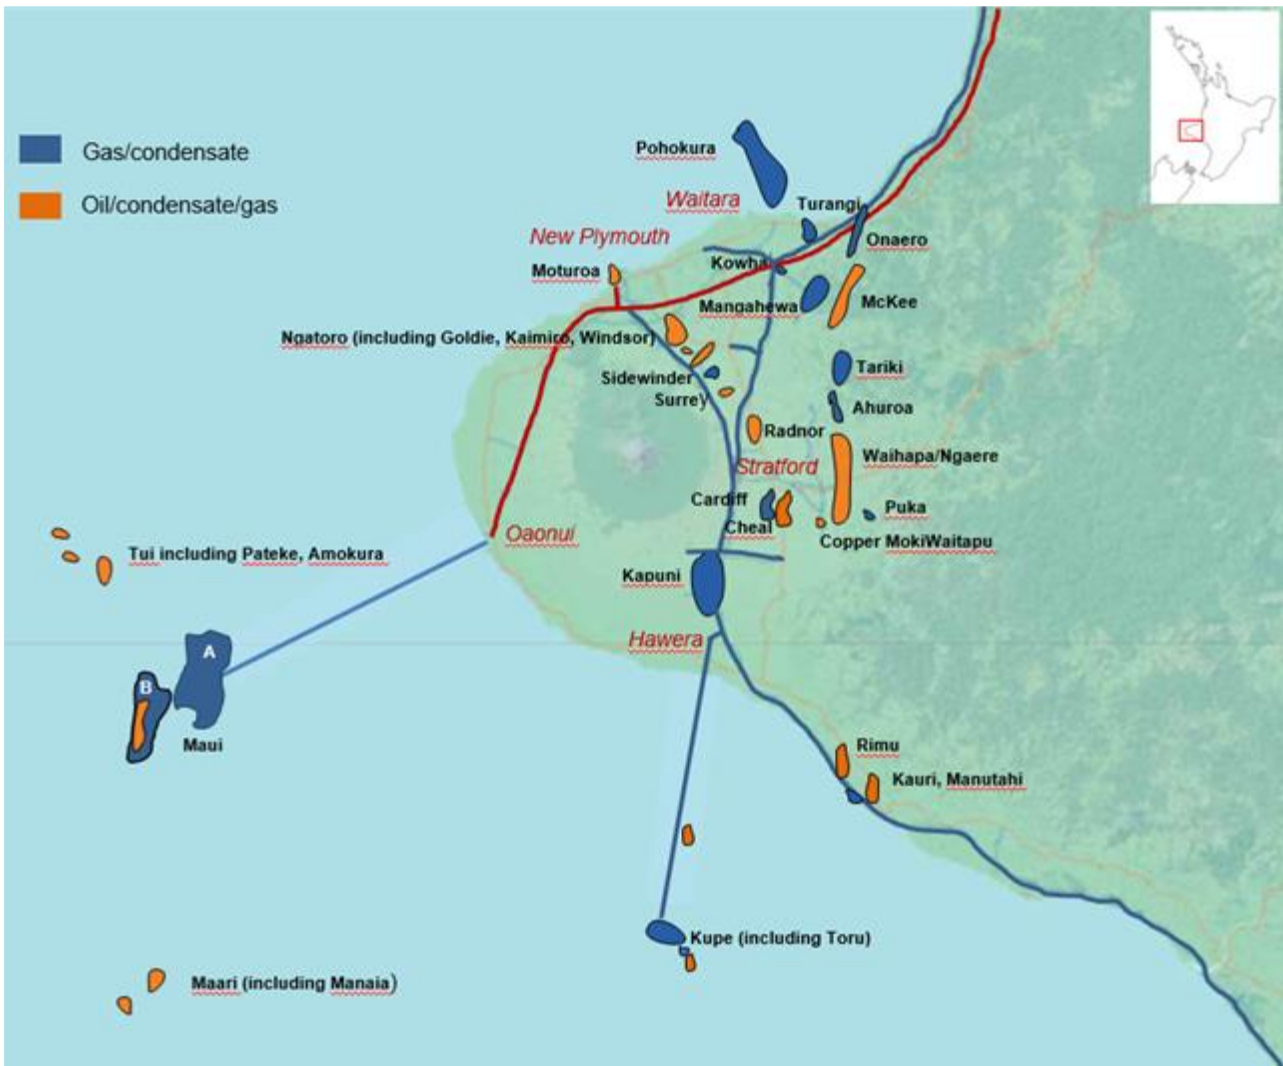 Gas/condensate
Oil/condensate/gas
Pohokura
Waitara
Turangi
New Plymouth
Onaero
Kowha
Moturoa
McKee
Mangahewa
Ngatoro (including Goldie, Kaimiro, Windsor)
Tariki
Sidewinder
Surrey
Ahuroa
Radnor
Waihapa/Ngaere
Stratford
Cardiff
Puka
Cheal
Oaonui
Copper MokiWaitapu
Tui including Pateke, Amokura
Kapuni
Hawera
A
B
Maui
Rimu
Kauri, Manutahi
Kupe (including Toru)
Maari (including Manaia)